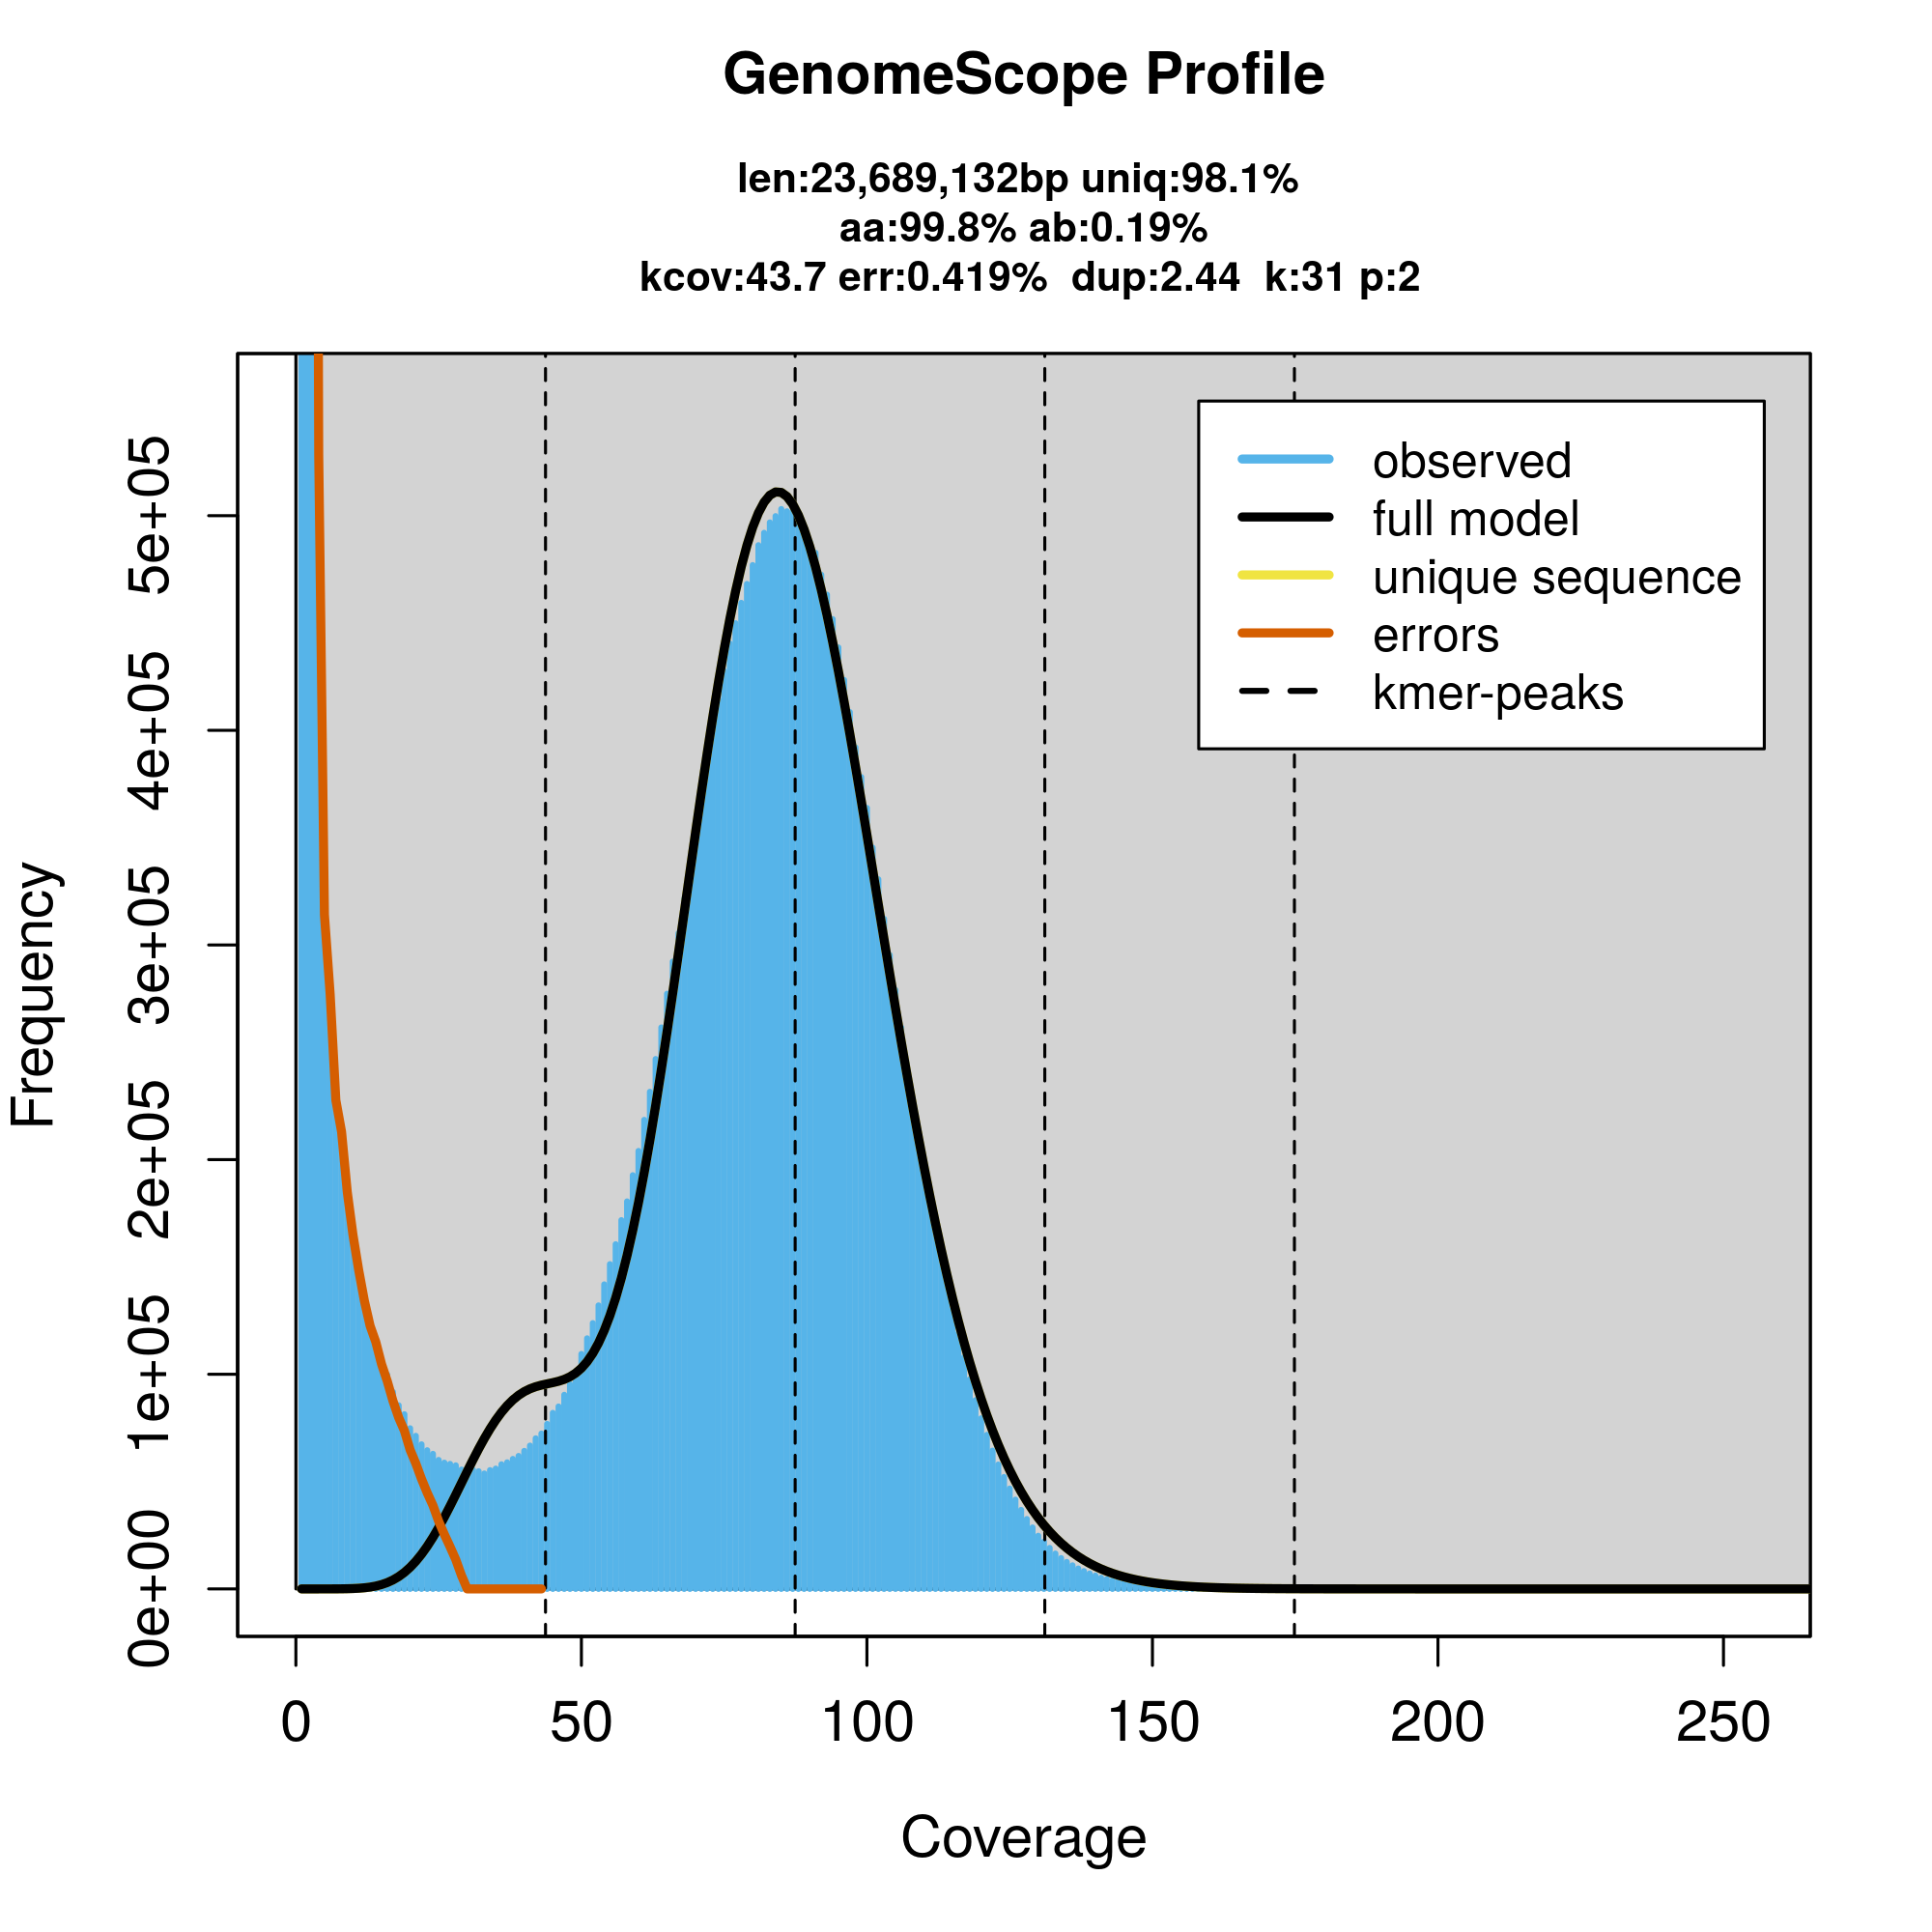 GenomeScope Profile
len:23,689,132bp uniq:98.1%
aa:99.8% ab:0.19%
kcov:43.7 err:0.419% dup:2.44 k:31 p:2
observed
full model
unique sequence
errors
kmer-peaks
Frequency
5e+05
4e+05
3e+05
2e+05
1e+05
0e+00
0 50 100 150 200 250
Coverage